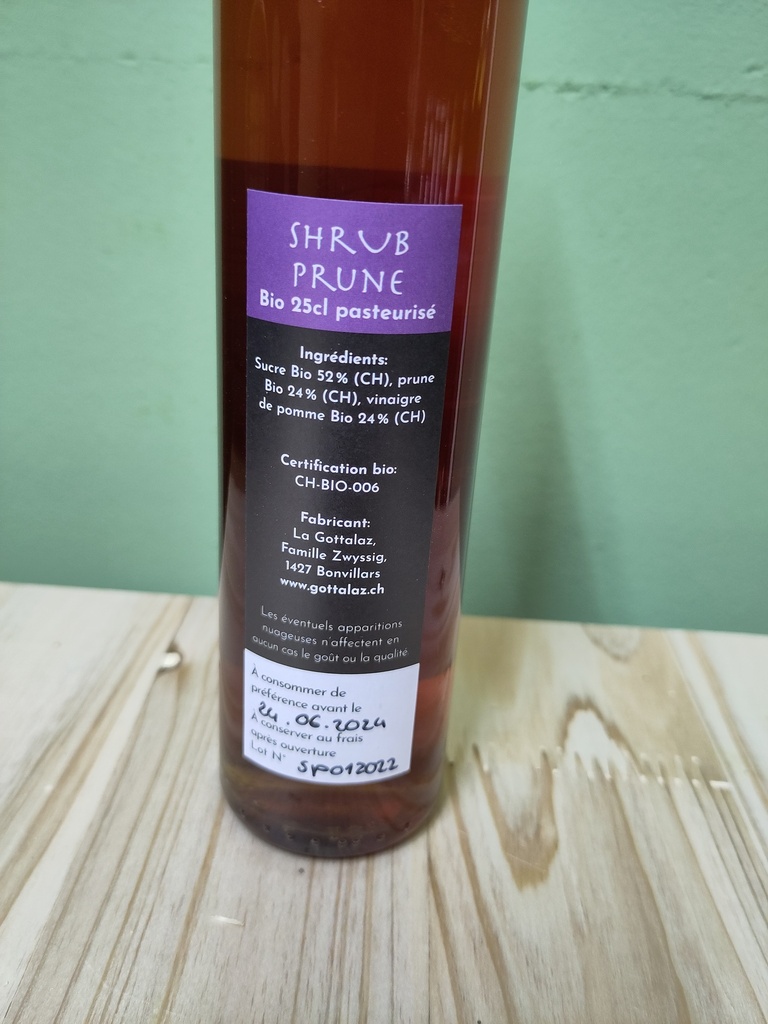 SHRUB
PRUNE
Bio 25cl pasteurisé
Ingrédients:
Sucre Bio 52% (CH), prune
Bio 24% (CH), vinaigre
de pomme Bio 24% (CH)
Certification bio:
CH-BIO-006
Fabricant:
La Gottalaz,
Famille Zwyssig,
1427 Bonvillars
www.gottalaz.ch
Les éventuels apparitions
nuageuses n'affectent en
aucun cas le goût ou la qualité.
À consommer de
préférence avant le
24.06.2024
À conserver au frais
après ouverture
Lot N° SP012022